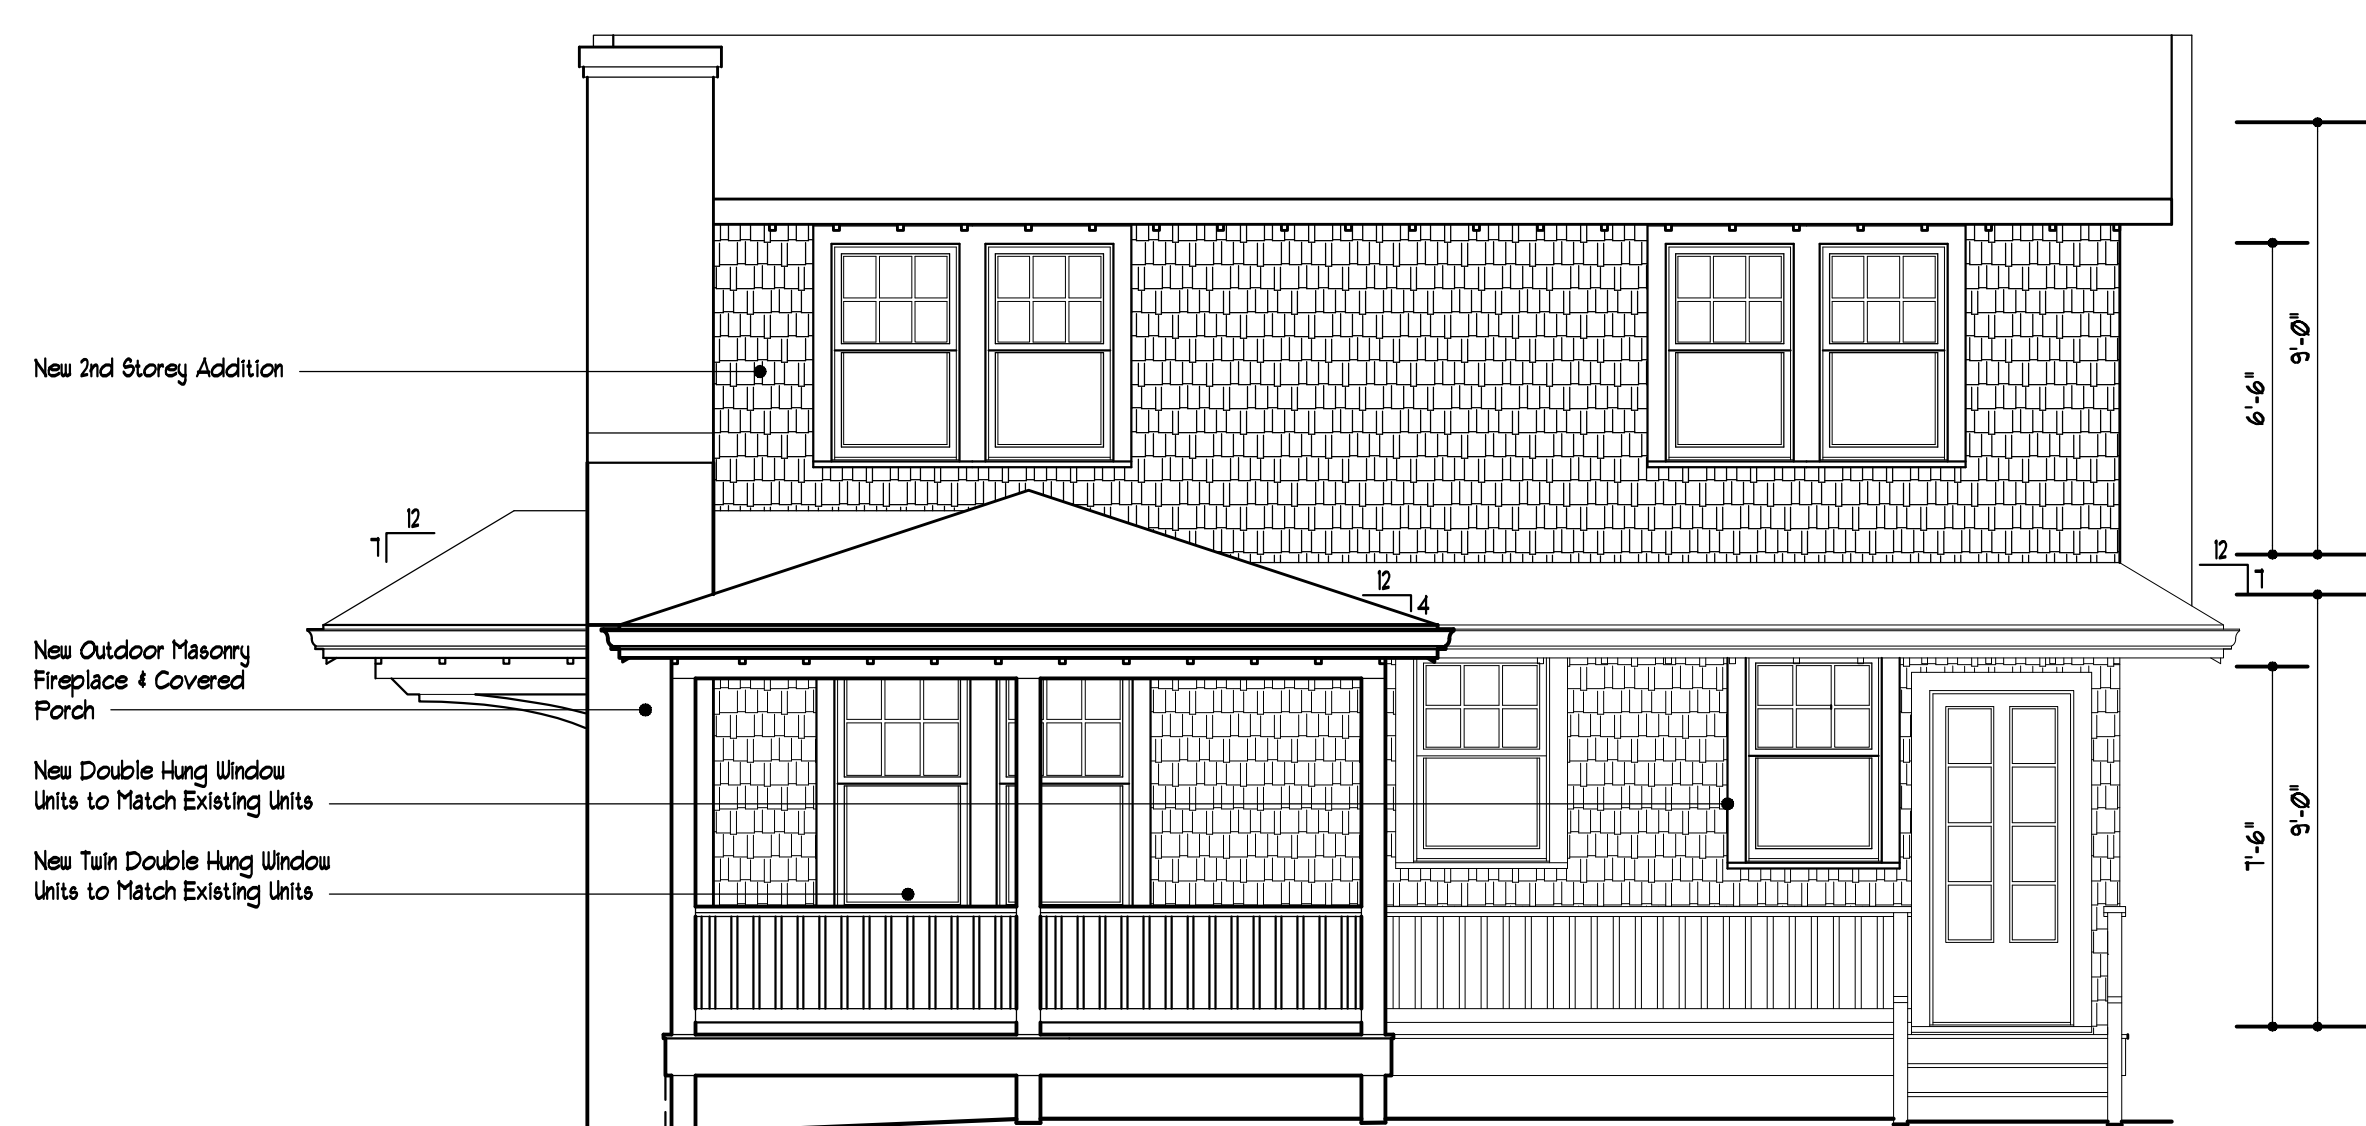 New 2nd Storey Addition
New Outdoor Masonry
Fireplace & Covered
Porch
New Double Hung Window
Units to Match Existing Units
New Twin Double Hung Window
Units to Match Existing Units
12
7
12
4
12
7
6'-6"
9'-0"
7'-6"
9'-0"